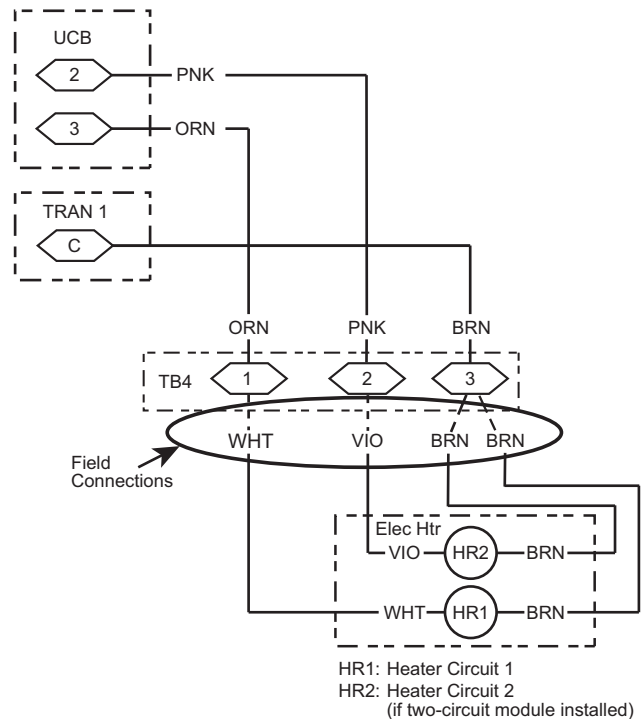 UCB
2 PNK
3 ORN
TRAN 1
C
ORN PNK BRN
TB4 1 2 3
WHT VIO BRN BRN
Field
Connections
Elec Htr
VIO HR2 BRN
WHT HR1 BRN
HR1: Heater Circuit 1
HR2: Heater Circuit 2
(if two-circuit module installed)